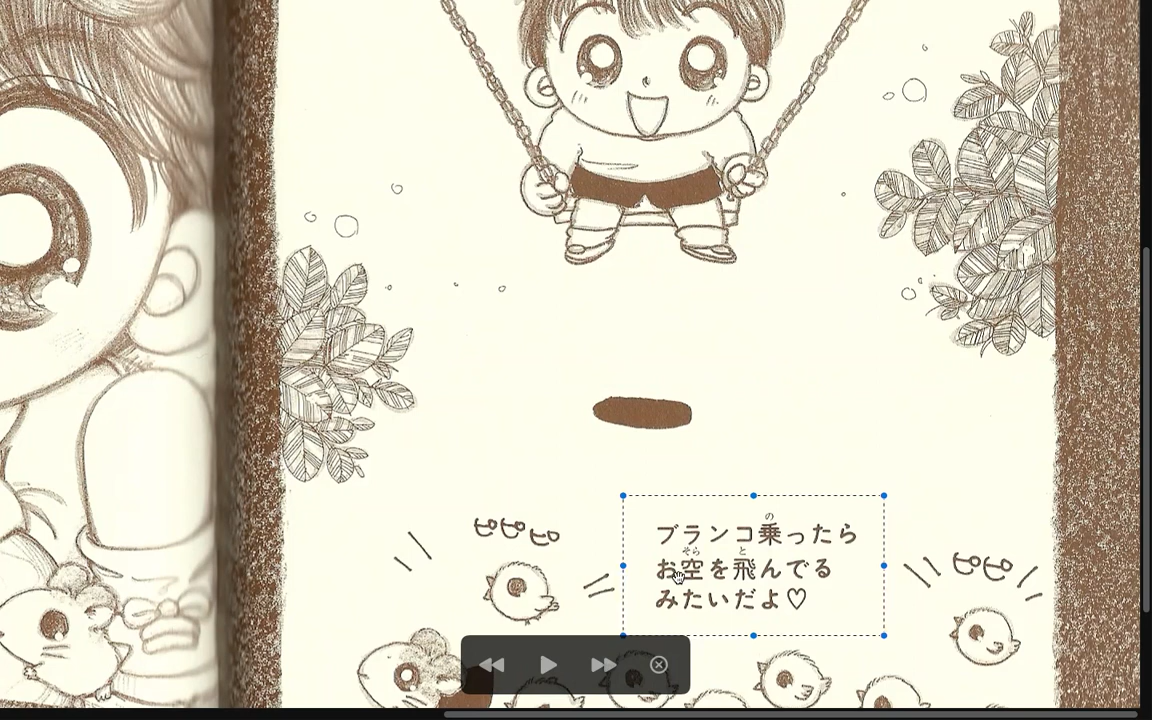 ピピピ
ブランコ乗ったら
お空を飛んでる
みたいだよ♡
ピピ